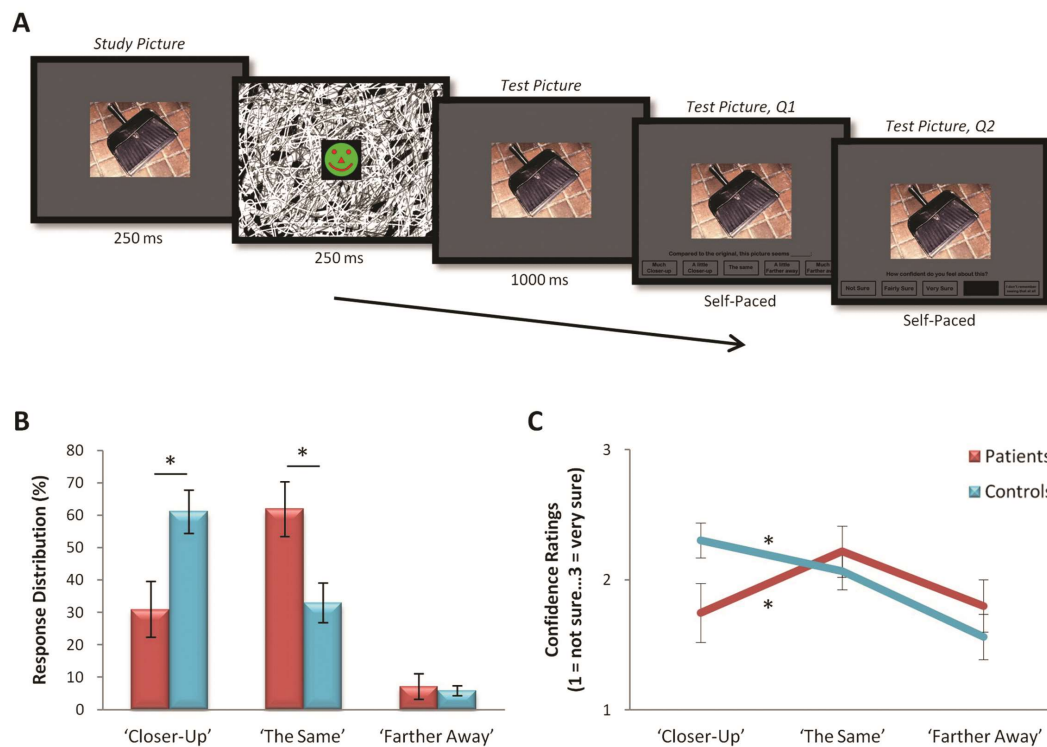 A
Study Picture
Test Picture
Test Picture, Q1
Test Picture, Q2
Compared to the original, this picture seems ______.
Much Closer-up
A little Closer-up
The same
A little Farther away
Much Farther aw
How confident do you feel about this?
Not Sure
Fairly Sure
Very Sure
250 ms
250 ms
1000 ms
Self-Paced
Self-Paced
B
Response Distribution (%)
80
70
60
50
40
30
20
10
0
*
*
'Closer-Up'
'The Same'
'Farther Away'
C
Confidence Ratings
(1 = not sure...3 = very sure)
3
2
1
*
*
Patients
Controls
'Closer-Up'
'The Same'
'Farther Away'